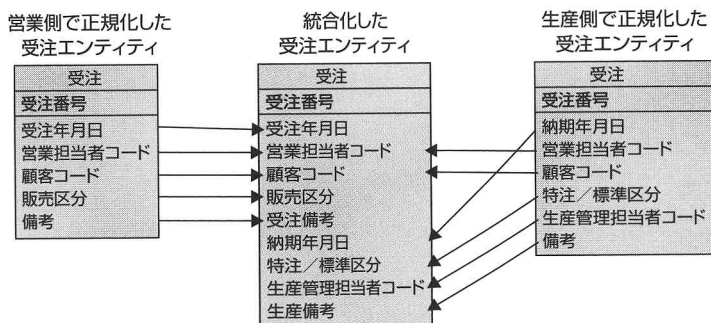 営業側で正規化した
受注エンティティ
受注
受注番号
受注年月日
営業担当者コード
顧客コード
販売区分
備考
統合化した
受注エンティティ
受注
受注番号
受注年月日
営業担当者コード
顧客コード
販売区分
受注備考
納期年月日
特注／標準区分
生産管理担当者コード
生産備考
生産側で正規化した
受注エンティティ
受注
受注番号
納期年月日
営業担当者コード
顧客コード
特注／標準区分
生産管理担当者コード
備考